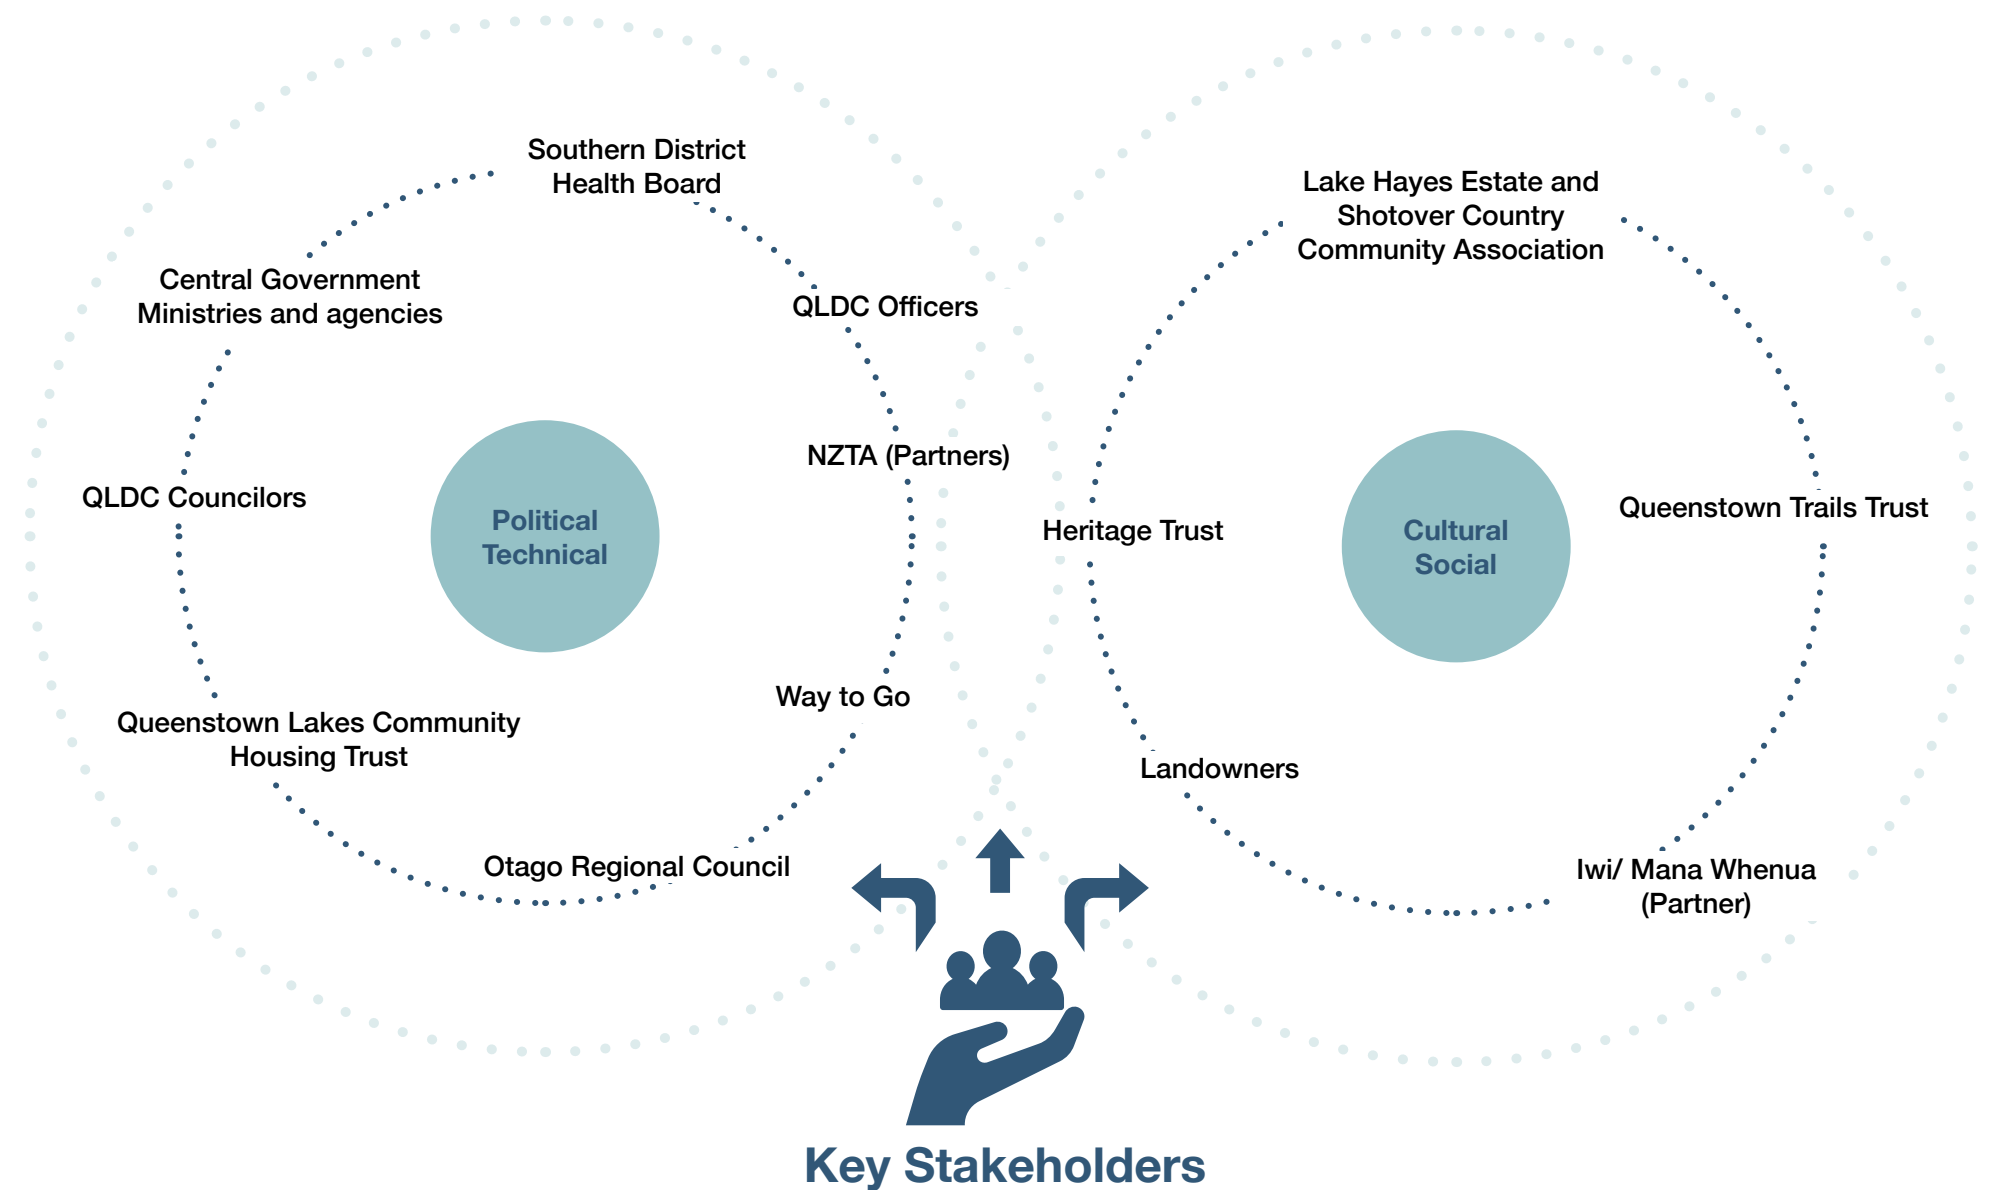 Southern District
Health Board
Central Government
Ministries and agencies
QLDC Officers
NZTA (Partners)
QLDC Councilors
Political
Technical
Way to Go
Queenstown Lakes Community
Housing Trust
Otago Regional Council
Lake Hayes Estate and
Shotover Country
Community Association
Queenstown Trails Trust
Heritage Trust
Cultural
Social
Landowners
Iwi/ Mana Whenua
(Partner)
Key Stakeholders